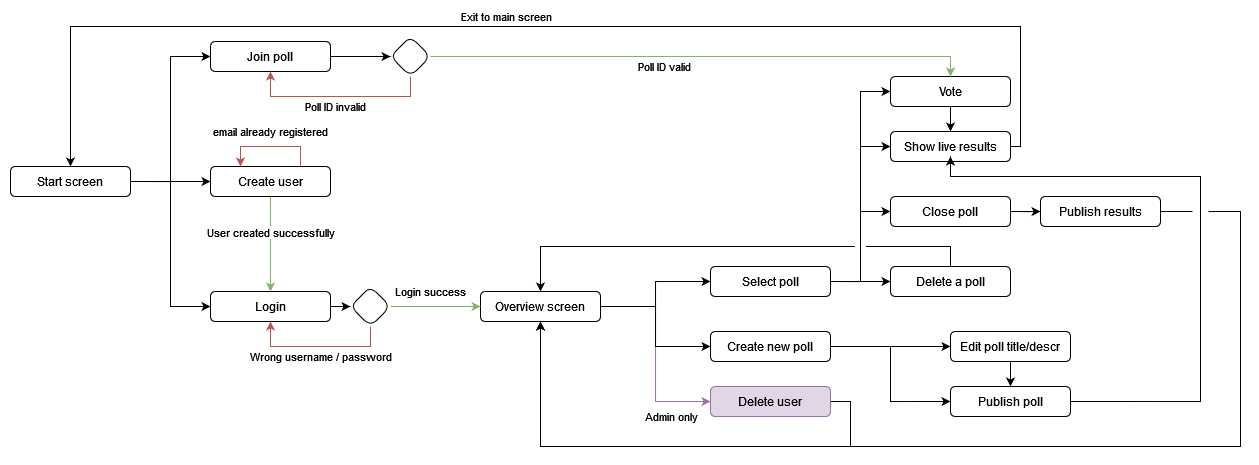 Exit to main screen
Join poll
Poll ID valid
Poll ID invalid
Vote
email already registered
Show live results
Start screen
Create user
Close poll
Publish results
User created successfully
Select poll
Delete a poll
Login
Login success
Overview screen
Wrong username / password
Create new poll
Edit poll title/descr
Delete user
Publish poll
Admin only